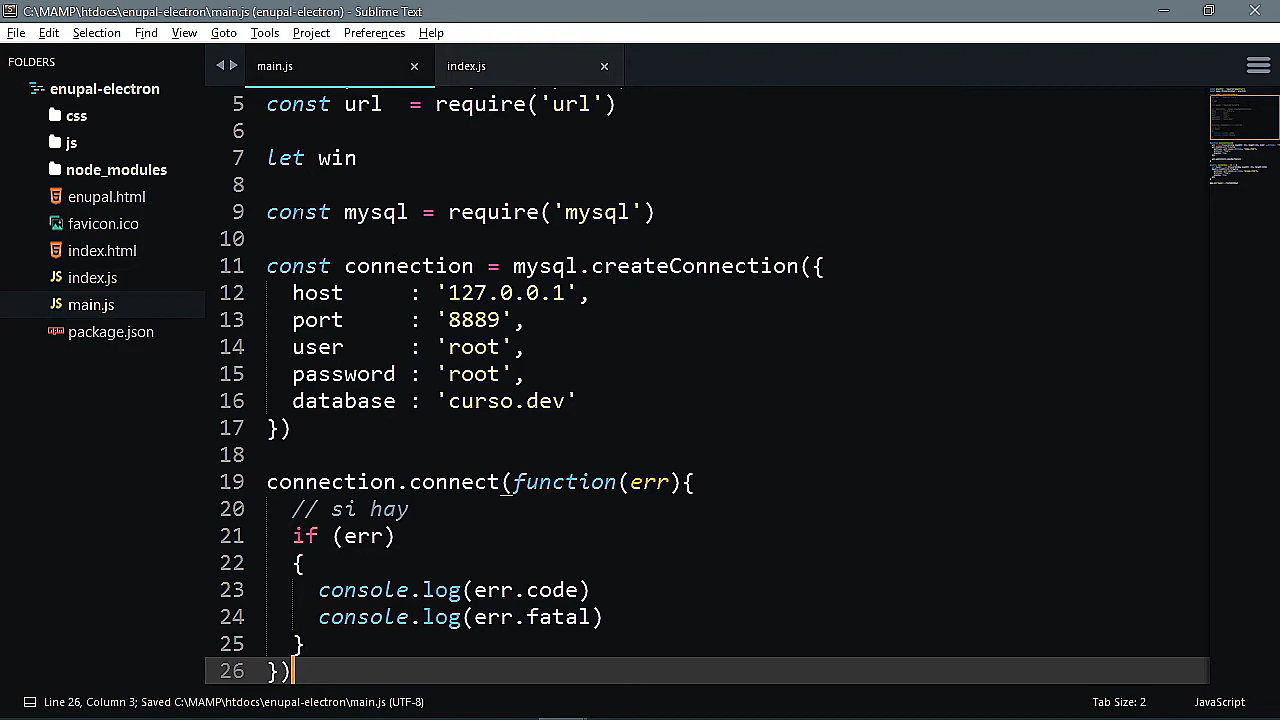 C:\MAMP\htdocs\enupal-electron\main.js (enupal-electron) - Sublime Text
File Edit Selection Find View Goto Tools Project Preferences Help
FOLDERS
enupal-electron
css
js
node_modules
enupal.html
favicon.ico
index.html
JS index.js
JS main.js
package.json
main.js
index.js
5 const url = require('url')
6
7 let win
8
9 const mysql = require('mysql')
10
11 const connection = mysql.createConnection({
12 host : '127.0.0.1',
13 port : '8889',
14 user : 'root',
15 password : 'root',
16 database : 'curso.dev'
17 })
18
19 connection.connect(function(err){
20 // si hay
21 if (err)
22 {
23 console.log(err.code)
24 console.log(err.fatal)
25 }
26 })
Line 26, Column 3; Saved C:\MAMP\htdocs\enupal-electron\main.js (UTF-8)
Tab Size: 2
JavaScript